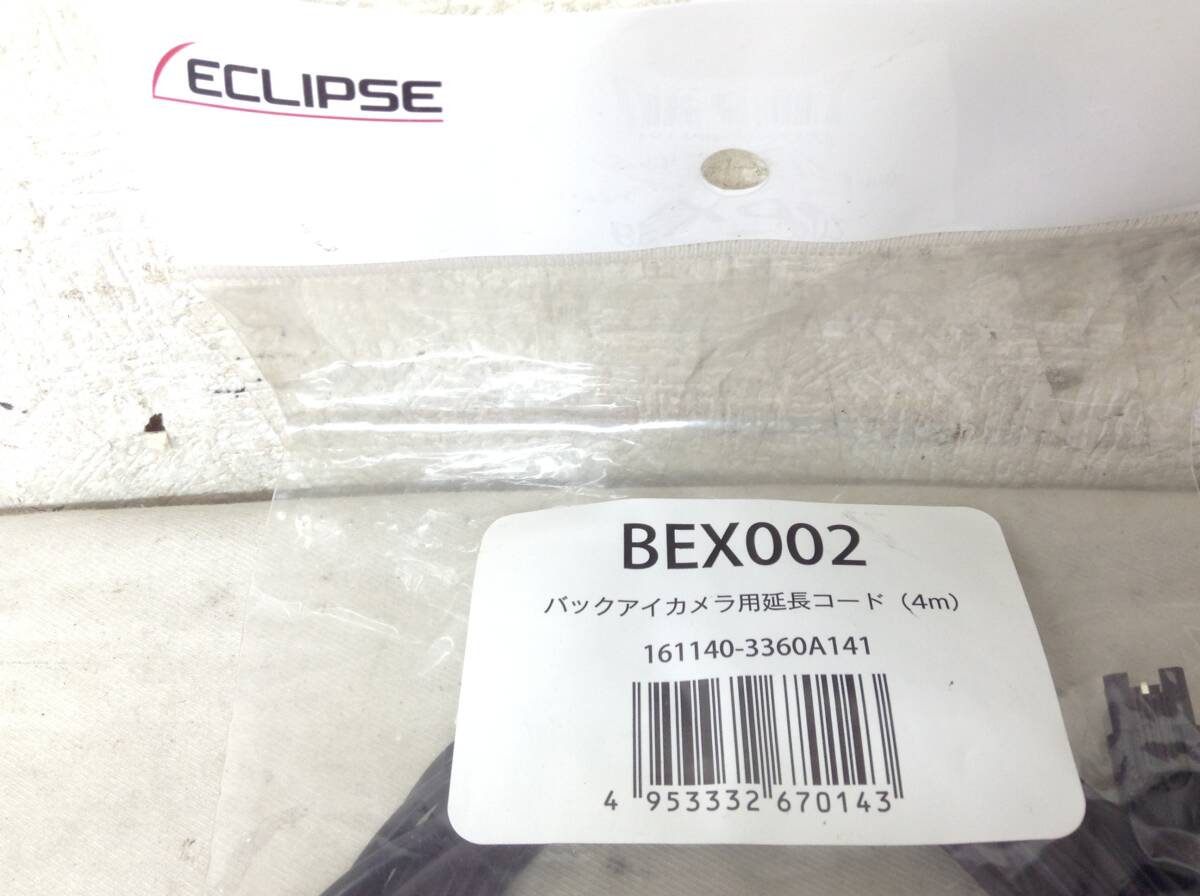 ECLIPSE
BEX002
バックアイカメラ用延長コード（4m）
161140-3360A141
4 953332 670143